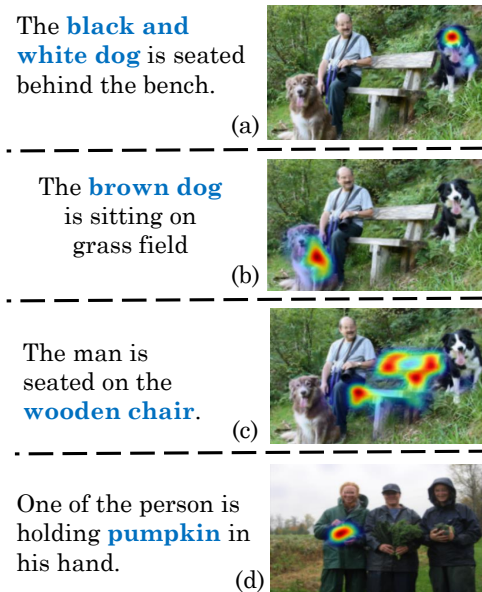 The black and
white dog is seated
behind the bench.
(a)
The brown dog
is sitting on
grass field
(b)
The man is
seated on the
wooden chair.
(c)
One of the person is
holding pumpkin in
his hand.
(d)